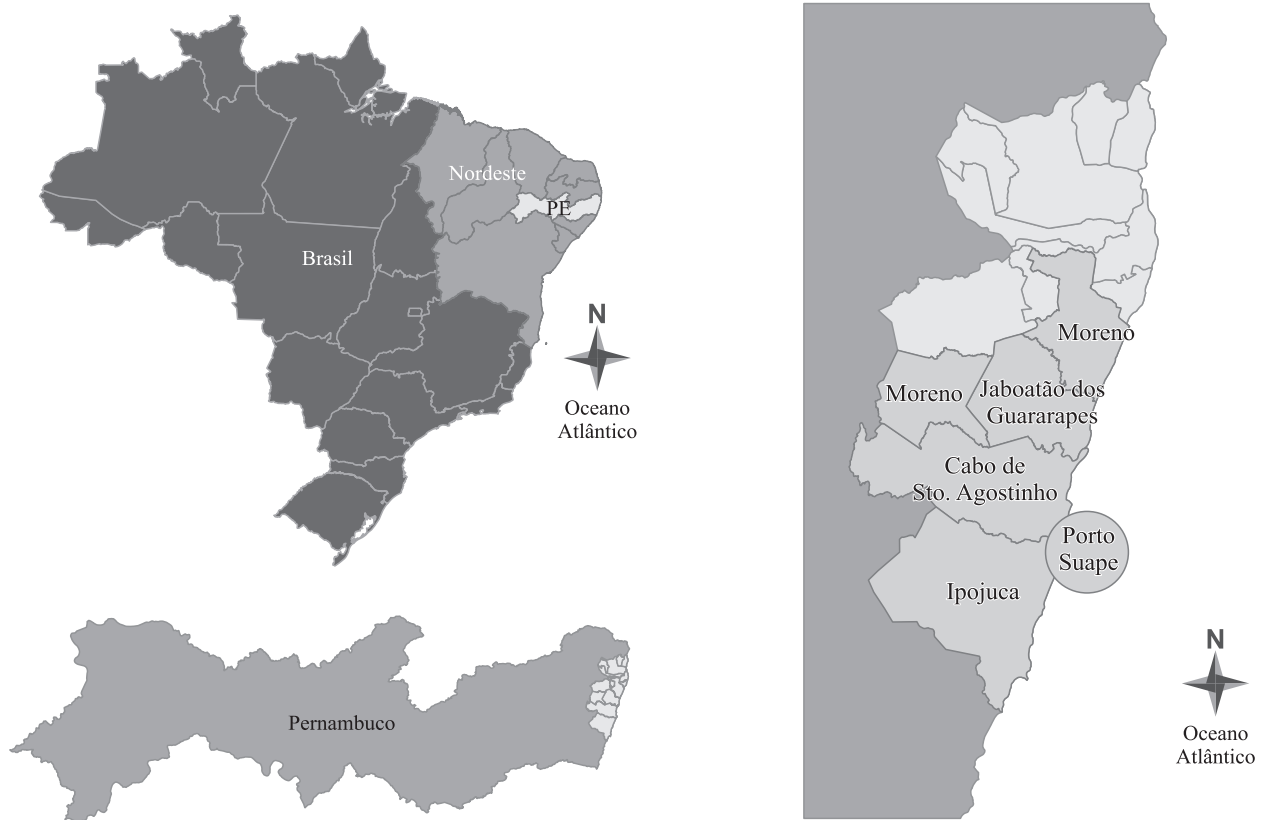 Nordeste
PE
Brasil
N
Oceano
Atlântico
Pernambuco
Moreno
Moreno
Jaboatão dos
Guararapes
Cabo de
Sto. Agostinho
Porto
Suape
Ipojuca
N
Oceano
Atlântico